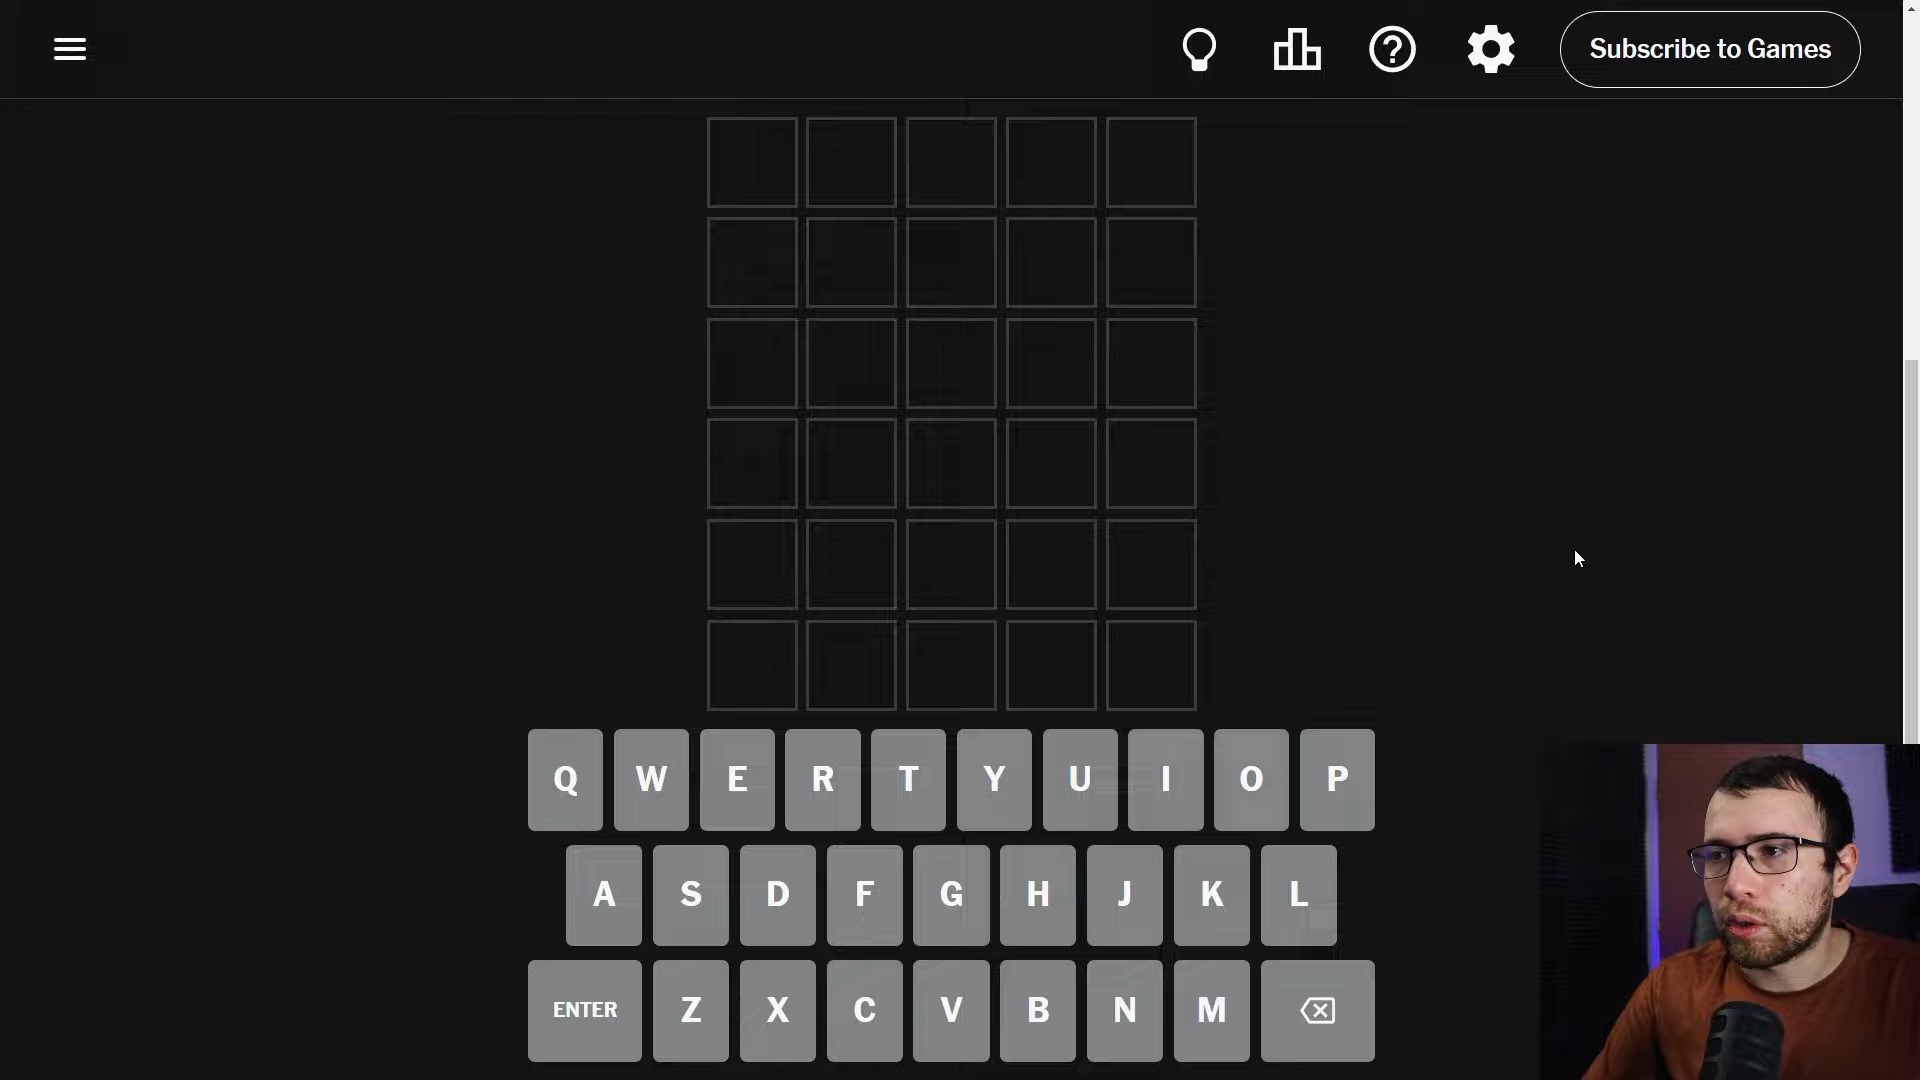 Subscribe to Games
Q W E R T Y U I O P
A S D F G H J K L
ENTER Z X C V B N M